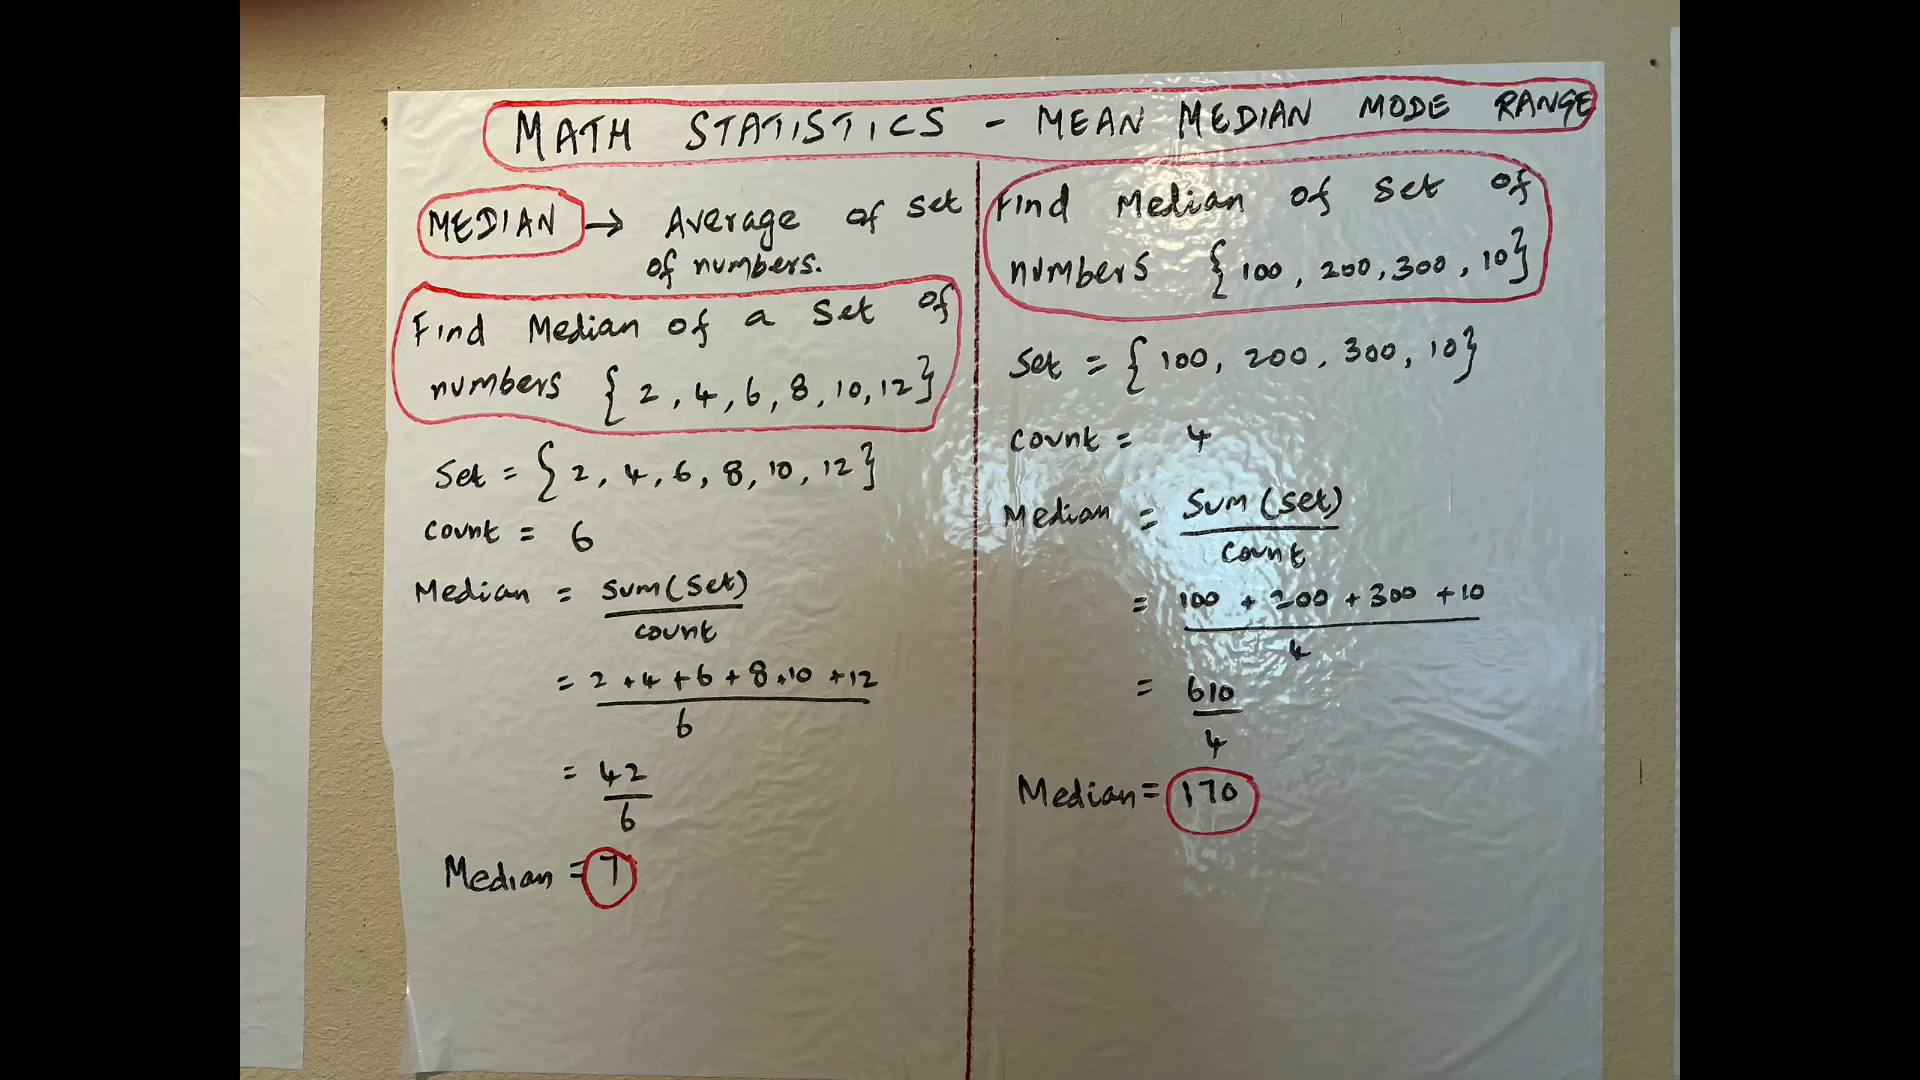 MATH STATISTICS - MEAN MEDIAN MODE RANGE
MEDIAN → Average of set
of numbers.
Find Median of a set of
numbers { 2, 4, 6, 8, 10, 12 }
Set = { 2, 4, 6, 8, 10, 12 }
count = 6
Median = sum(set)
count
= 2 + 4 + 6 + 8 + 10 + 12
6
= 42
6
Median = 7
Find Median of set of
numbers { 100, 200, 300, 10 }
Set = { 100, 200, 300, 10 }
count = 4
Median = Sum (set)
count
= 100 + 200 + 300 + 10
4
= 610
4
Median = 170